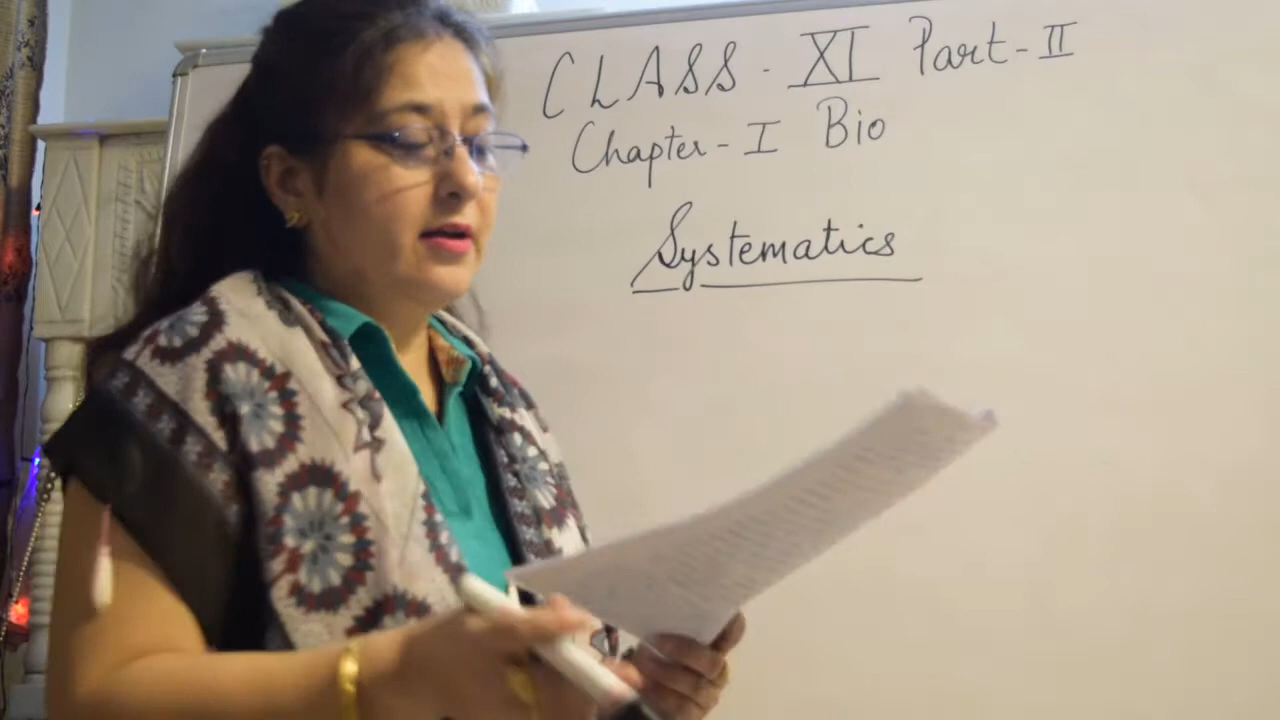 CLASS - XI Part - II
Chapter - I Bio
Systematics